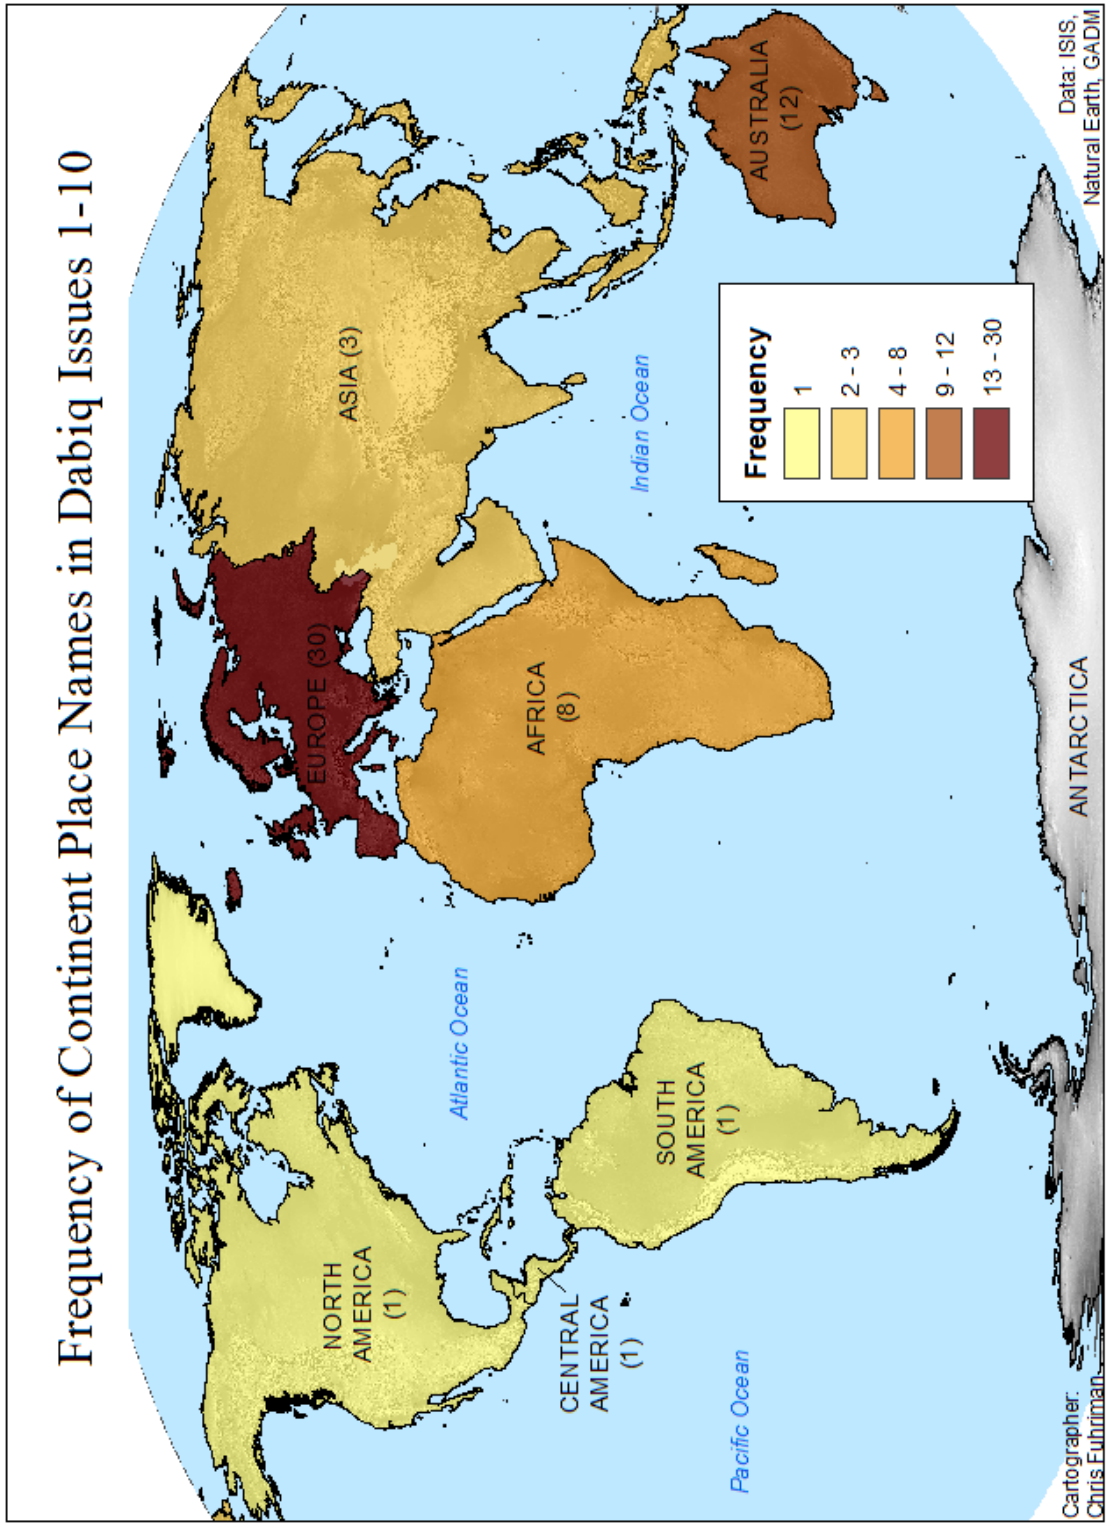 Frequency of Continent Place Names in Dabiq Issues 1-10
NORTH
AMERICA
(1)
CENTRAL
AMERICA
(1)
SOUTH
AMERICA
(1)
EUROPE (30)
ASIA (3)
AFRICA
(8)
AUSTRALIA
(12)
ANTARCTICA
Atlantic Ocean
Pacific Ocean
Indian Ocean
Frequency
1
2 - 3
4 - 8
9 - 12
13 - 30
Cartographer:
Chris Fuhriman
Data: ISIS,
Natural Earth, GADM